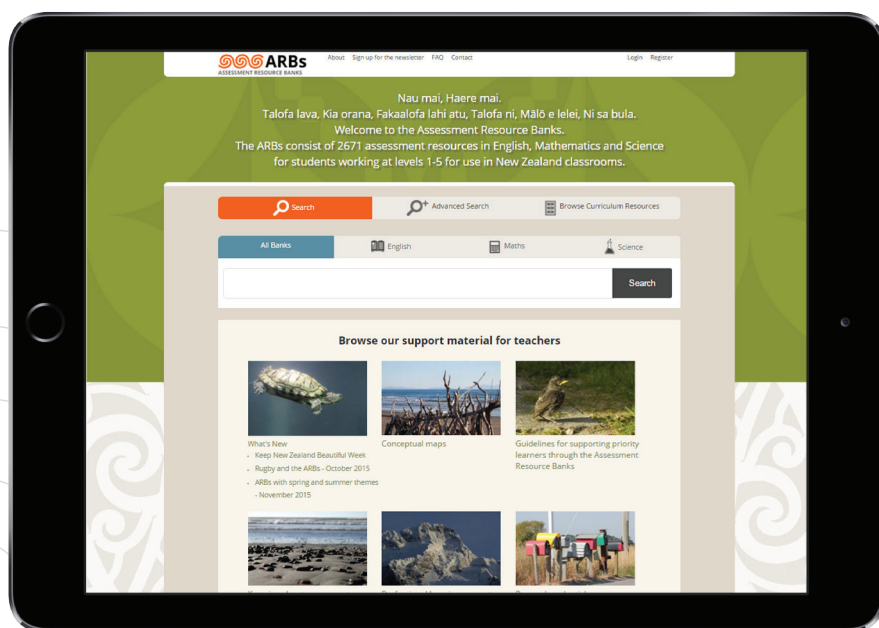 ARBs
ASSESSMENT RESOURCE BANKS
About Sign up for the newsletter FAQ Contact
Login Register
Nau mai, Haere mai.
Talofa lava, Kia orana, Fakaalofa lahi atu, Talofa ni, Mālō e lelei, Ni sa bula.
Welcome to the Assessment Resource Banks.
The ARBs consist of 2671 assessment resources in English, Mathematics and Science
for students working at levels 1-5 for use in New Zealand classrooms.
Search
Advanced Search
Browse Curriculum Resources
All Banks
English
Maths
Science
Search
Browse our support material for teachers
What's New
Keep New Zealand Beautiful Week
Rugby and the ARBs - October 2015
ARBs with spring and summer themes
- November 2015
Conceptual maps
Guidelines for supporting priority
learners through the Assessment
Resource Banks